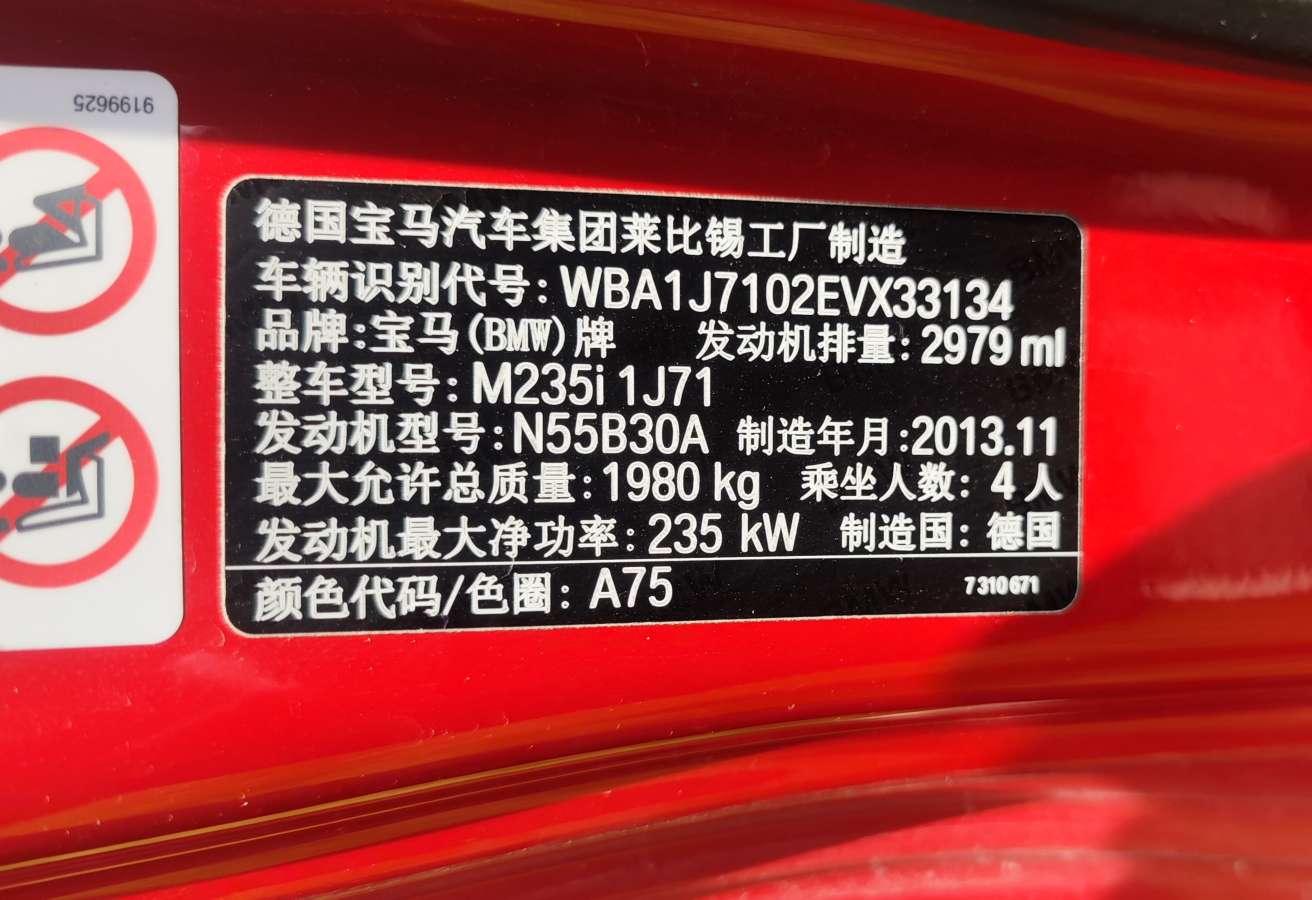 9199625
德国宝马汽车集团莱比锡工厂制造
车辆识别代号: WBA1J7102EVX33134
品牌:宝马(BMW)牌 发动机排量: 2979 ml
整车型号: M235i 1J71
发动机型号: N55B30A 制造年月:2013.11
最大允许总质量: 1980 kg 乘坐人数: 4 人
发动机最大净功率: 235 kW 制造国: 德国
颜色代码/色圈: A75 7310671